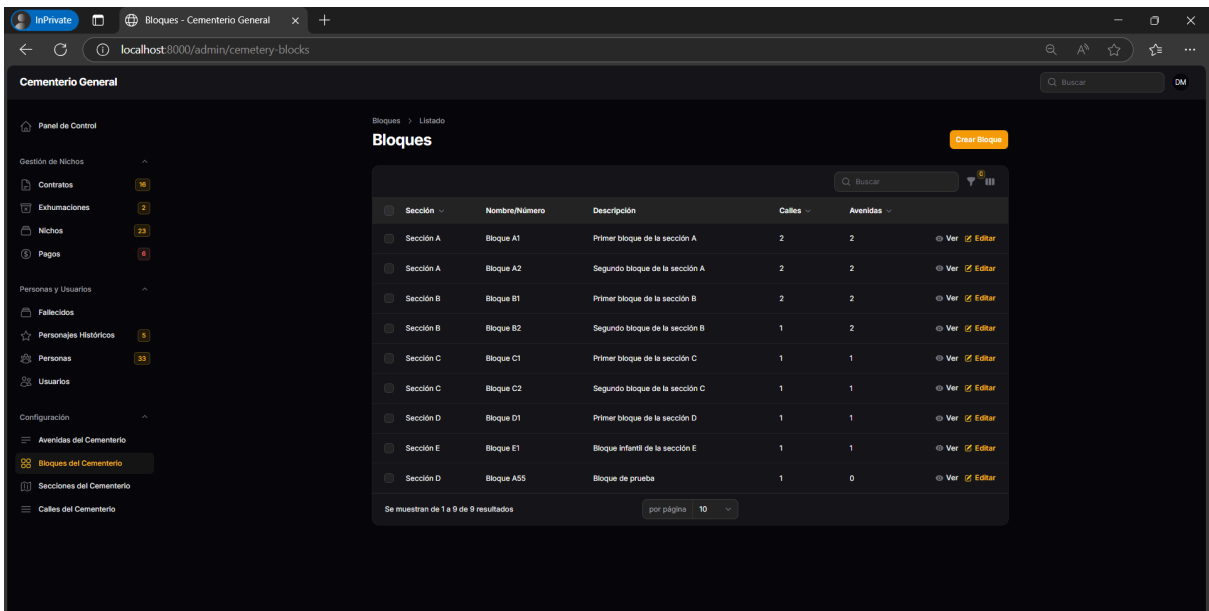 InPrivate
Bloques - Cementerio General
localhost:8000/admin/cemetery-blocks
Cementerio General
Buscar
DM
Panel de Control
Gestión de Nichos
Contratos 16
Exhumaciones 2
Nichos 23
Pagos 6
Personas y Usuarios
Fallecidos
Personajes Históricos 5
Personas 33
Usuarios
Configuración
Avenidas del Cementerio
Bloques del Cementerio
Secciones del Cementerio
Calles del Cementerio
Bloques > Listado
Bloques
Crear Bloque
Buscar
0
Sección Nombre/Número Descripción Calles Avenidas
Sección A Bloque A1 Primer bloque de la sección A 2 2 Ver Editar
Sección A Bloque A2 Segundo bloque de la sección A 2 2 Ver Editar
Sección B Bloque B1 Primer bloque de la sección B 2 2 Ver Editar
Sección B Bloque B2 Segundo bloque de la sección B 1 2 Ver Editar
Sección C Bloque C1 Primer bloque de la sección C 1 1 Ver Editar
Sección C Bloque C2 Segundo bloque de la sección C 1 1 Ver Editar
Sección D Bloque D1 Primer bloque de la sección D 1 1 Ver Editar
Sección E Bloque E1 Bloque infantil de la sección E 1 1 Ver Editar
Sección D Bloque A55 Bloque de prueba 1 0 Ver Editar
Se muestran de 1 a 9 de 9 resultados
por página 10